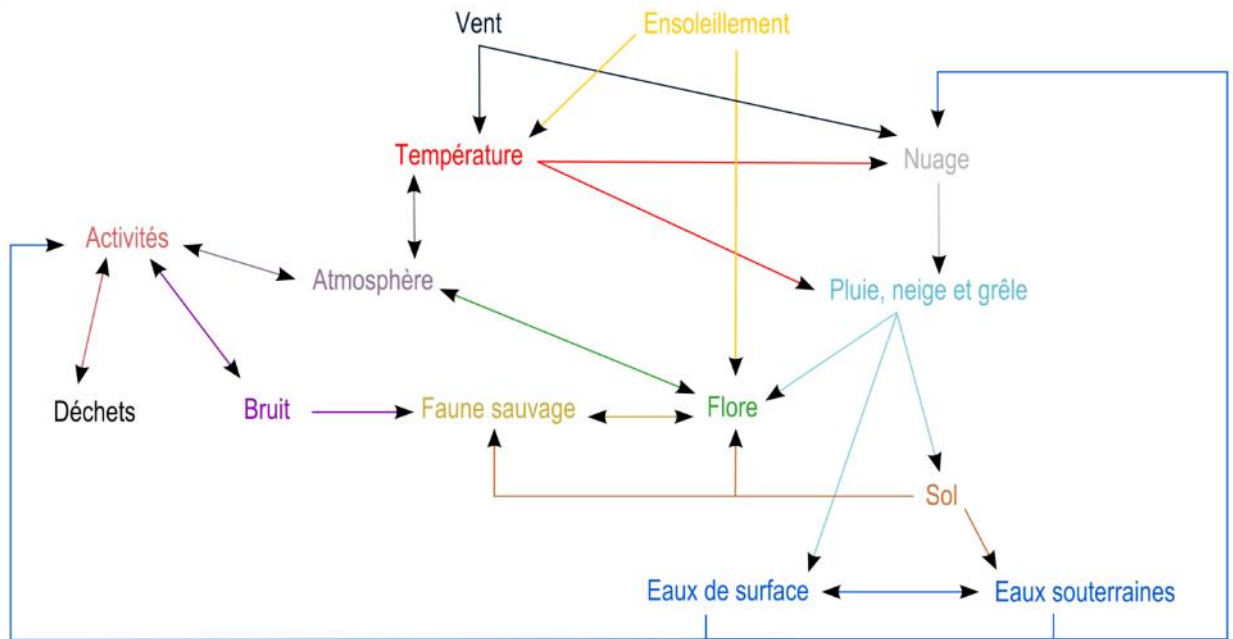 Vent
Ensoleillement
Température
Nuage
Activités
Atmosphère
Pluie, neige et grêle
Déchets
Bruit
Faune sauvage
Flore
Sol
Eaux de surface
Eaux souterraines